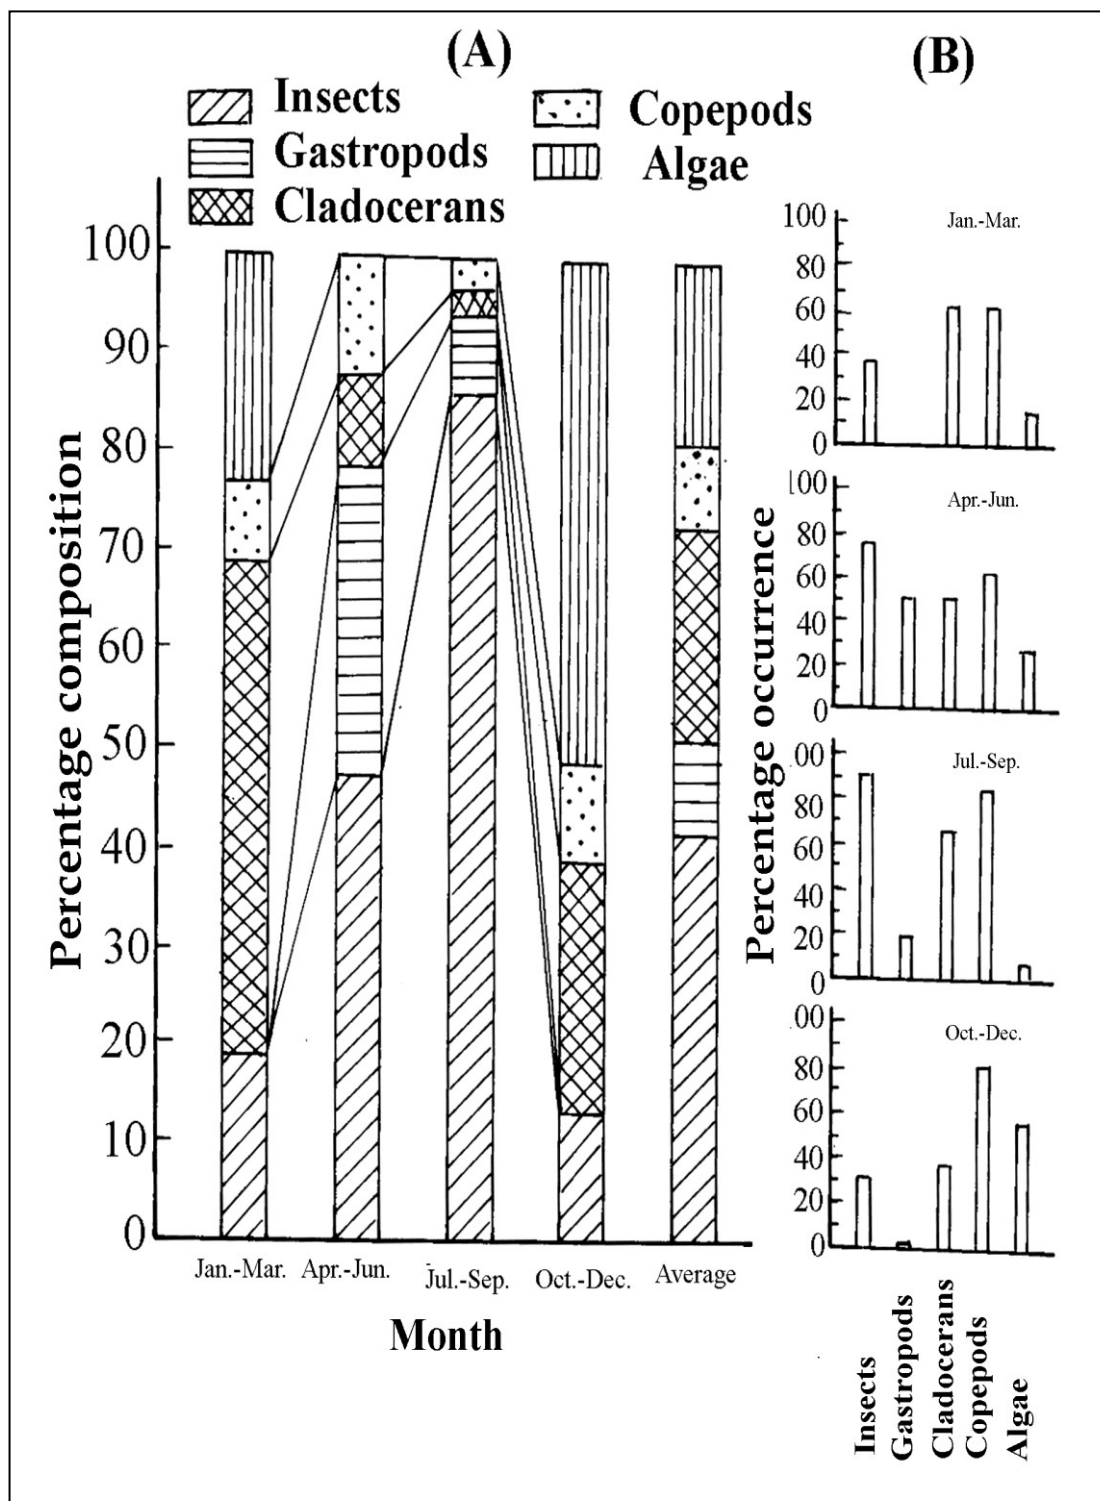 (A)
Insects
Gastropods
Cladocerans
Copepods
Algae
Percentage composition
100
90
80
70
60
50
40
30
20
10
0
Jan.-Mar.
Apr.-Jun.
Jul.-Sep.
Oct.-Dec.
Average
Month
(B)
Percentage occurrence
Jan.-Mar.
100
80
60
40
20
0
Apr.-Jun.
100
80
60
40
20
0
Jul.-Sep.
00
80
60
40
20
0
Oct.-Dec.
00
80
60
40
20
0
Insects
Gastropods
Cladocerans
Copepods
Algae